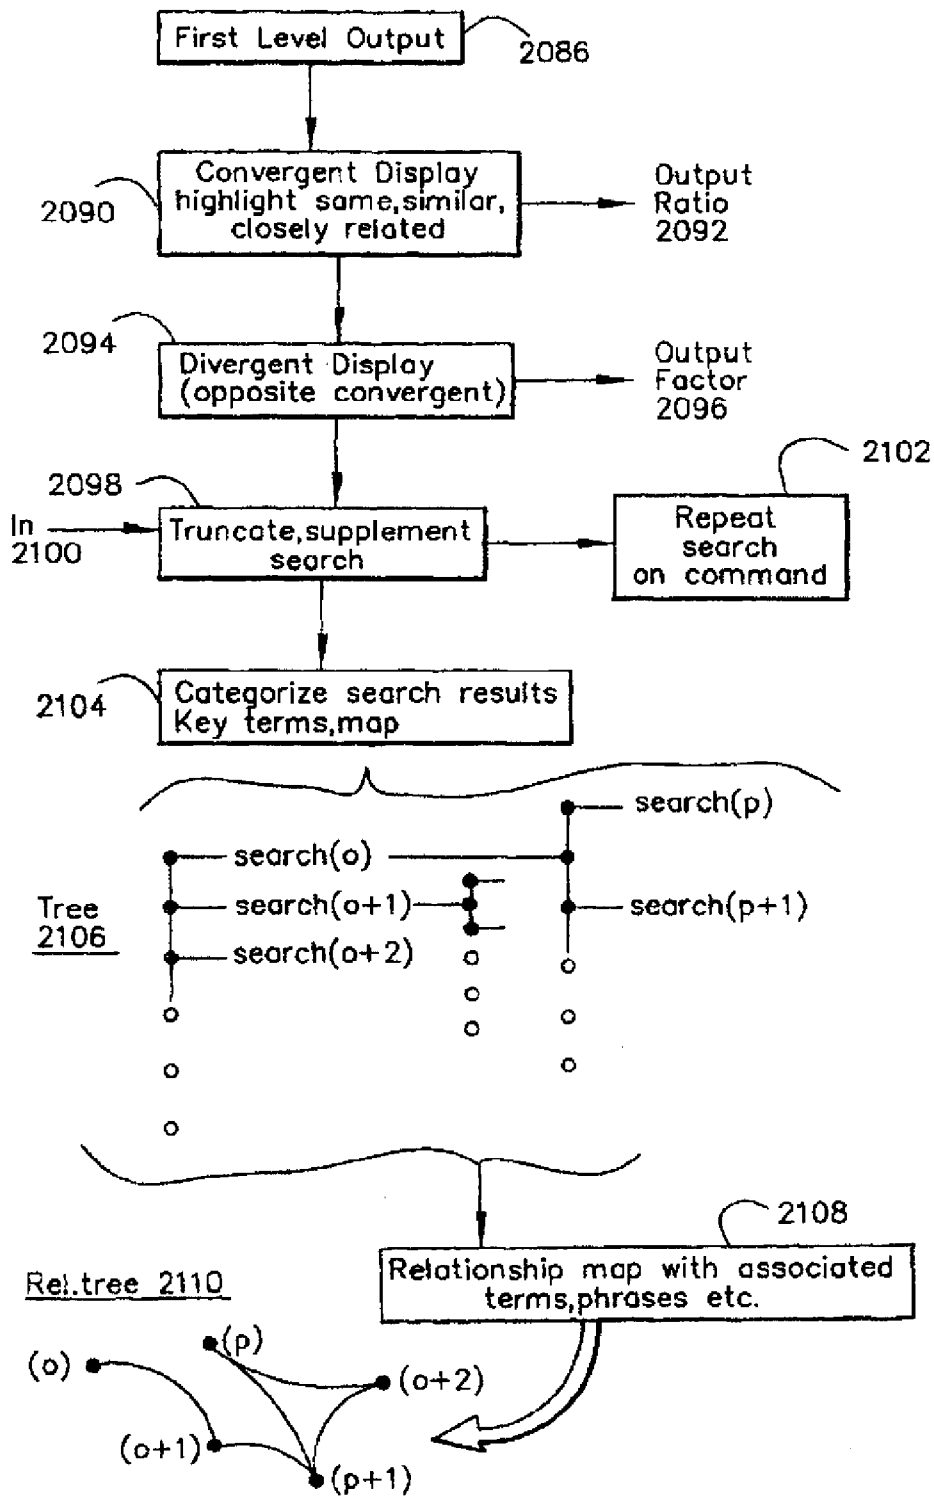 First Level Output
2086
Convergent Display
highlight same,similar,
closely related
2090
Output
Ratio
2092
2094
Divergent Display
(opposite convergent)
Output
Factor
2096
2102
2098
In
2100
Truncate,supplement
search
Repeat
search
on command
2104
Categorize search results
Key terms,map
search(p)
search(o)
Tree
2106
search(o+1)
search(p+1)
search(o+2)
2108
Relationship map with associated
terms,phrases etc.
Rel.tree 2110
(p)
(o)
(o+2)
(o+1)
(p+1)